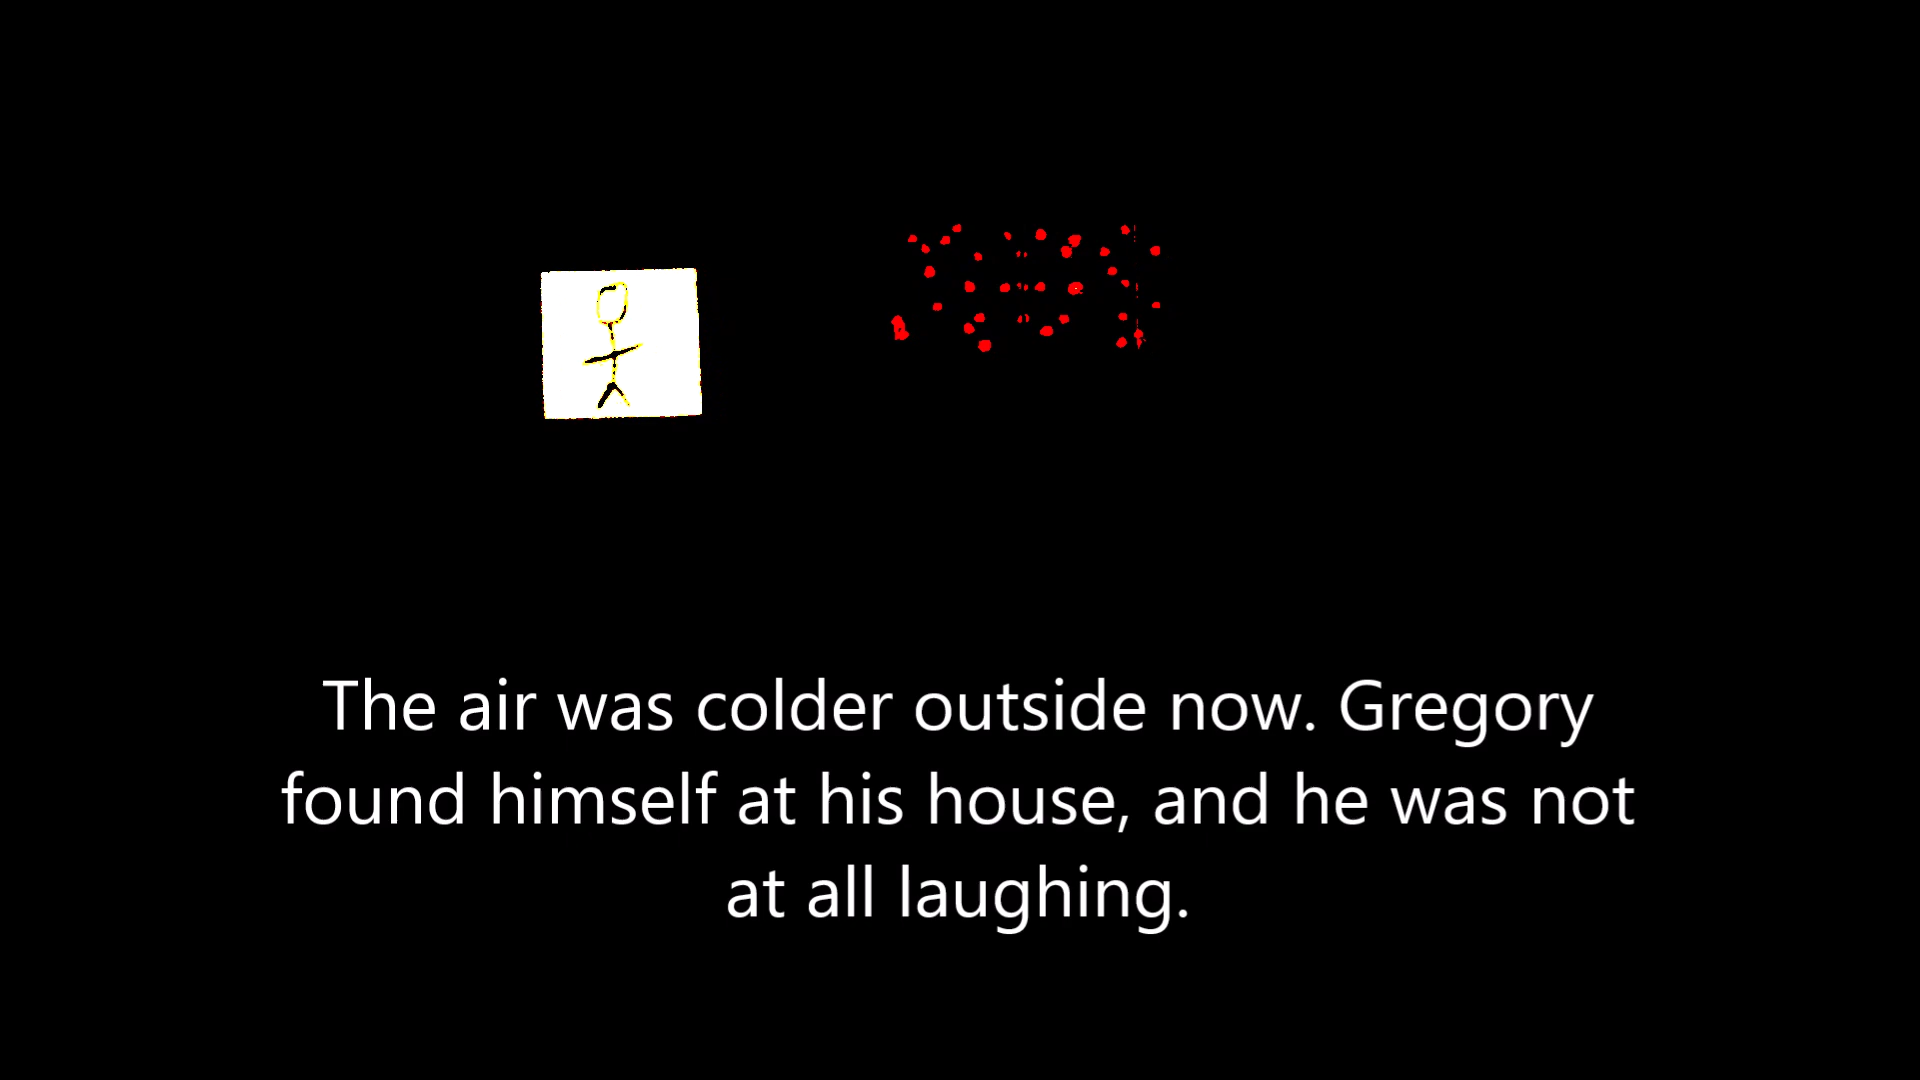 The air was colder outside now. Gregory
found himself at his house, and he was not
at all laughing.